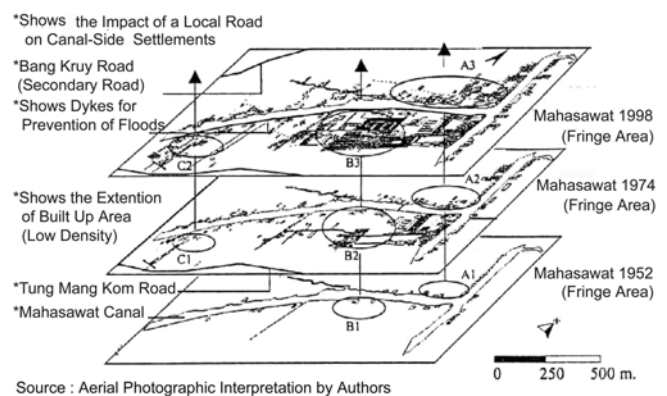 *Shows the Impact of a Local Road
on Canal-Side Settlements
*Bang Kruy Road
(Secondary Road)
*Shows Dykes for
Prevention of Floods
A3
C2
B3
Mahasawat 1998
(Fringe Area)
*Shows the Extention
of Built Up Area
(Low Density)
A2
C1
B2
Mahasawat 1974
(Fringe Area)
*Tung Mang Kom Road
*Mahasawat Canal
A1
B1
Mahasawat 1952
(Fringe Area)
0 250 500 m.
Source : Aerial Photographic Interpretation by Authors